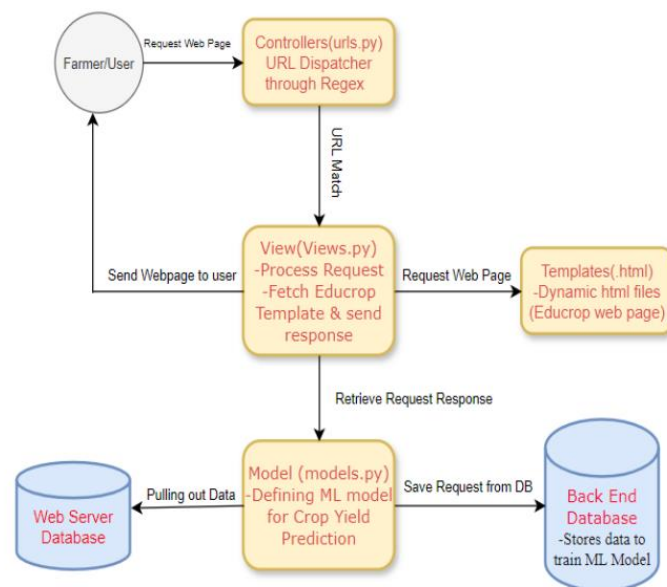 Request Web Page
Farmer/User
Controllers(urls.py)
URL Dispatcher
through Regex
URL Match
View(Views.py)
-Process Request
-Fetch Educrop
Template & send
response
Send Webpage to user
Request Web Page
Templates(.html)
-Dynamic html files
(Educrop web page)
Retrieve Request Response
Model (models.py)
-Defining ML model
for Crop Yield
Prediction
Pulling out Data
Web Server
Database
Save Request from DB
Back End
Database
-Stores data to
train ML Model